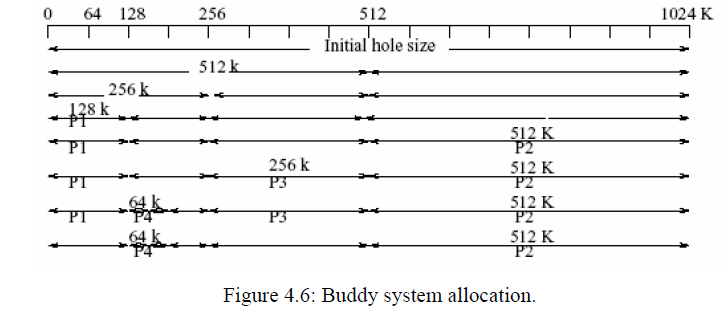 0 64 128 256 512 1024 K
Initial hole size
512 k
256 k
128 k
P1
512 K
P1 P2
256 k 512 K
P1 P3 P2
64 k 512 K
P1 P4 P3 P2
64 k 512 K
P4 P2
Figure 4.6: Buddy system allocation.